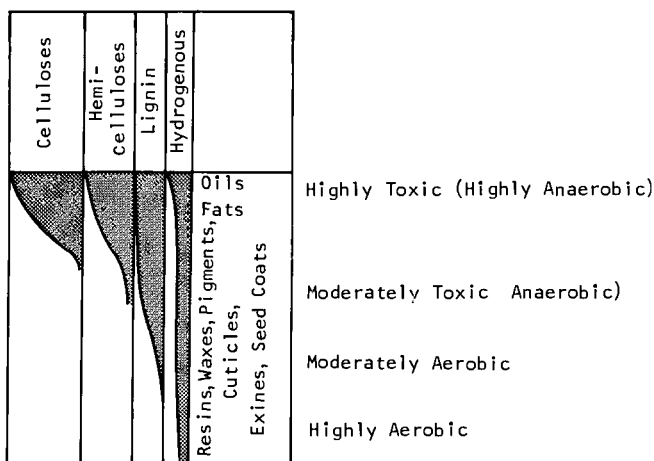 Celluloses
Hemi-
Celluloses
Lignin
Hydrogenous
Oils
Fats
Resins, Waxes, Pigments,
Cuticles,
Exines, Seed Coats
Highly Toxic (Highly Anaerobic)
Moderately Toxic Anaerobic)
Moderately Aerobic
Highly Aerobic